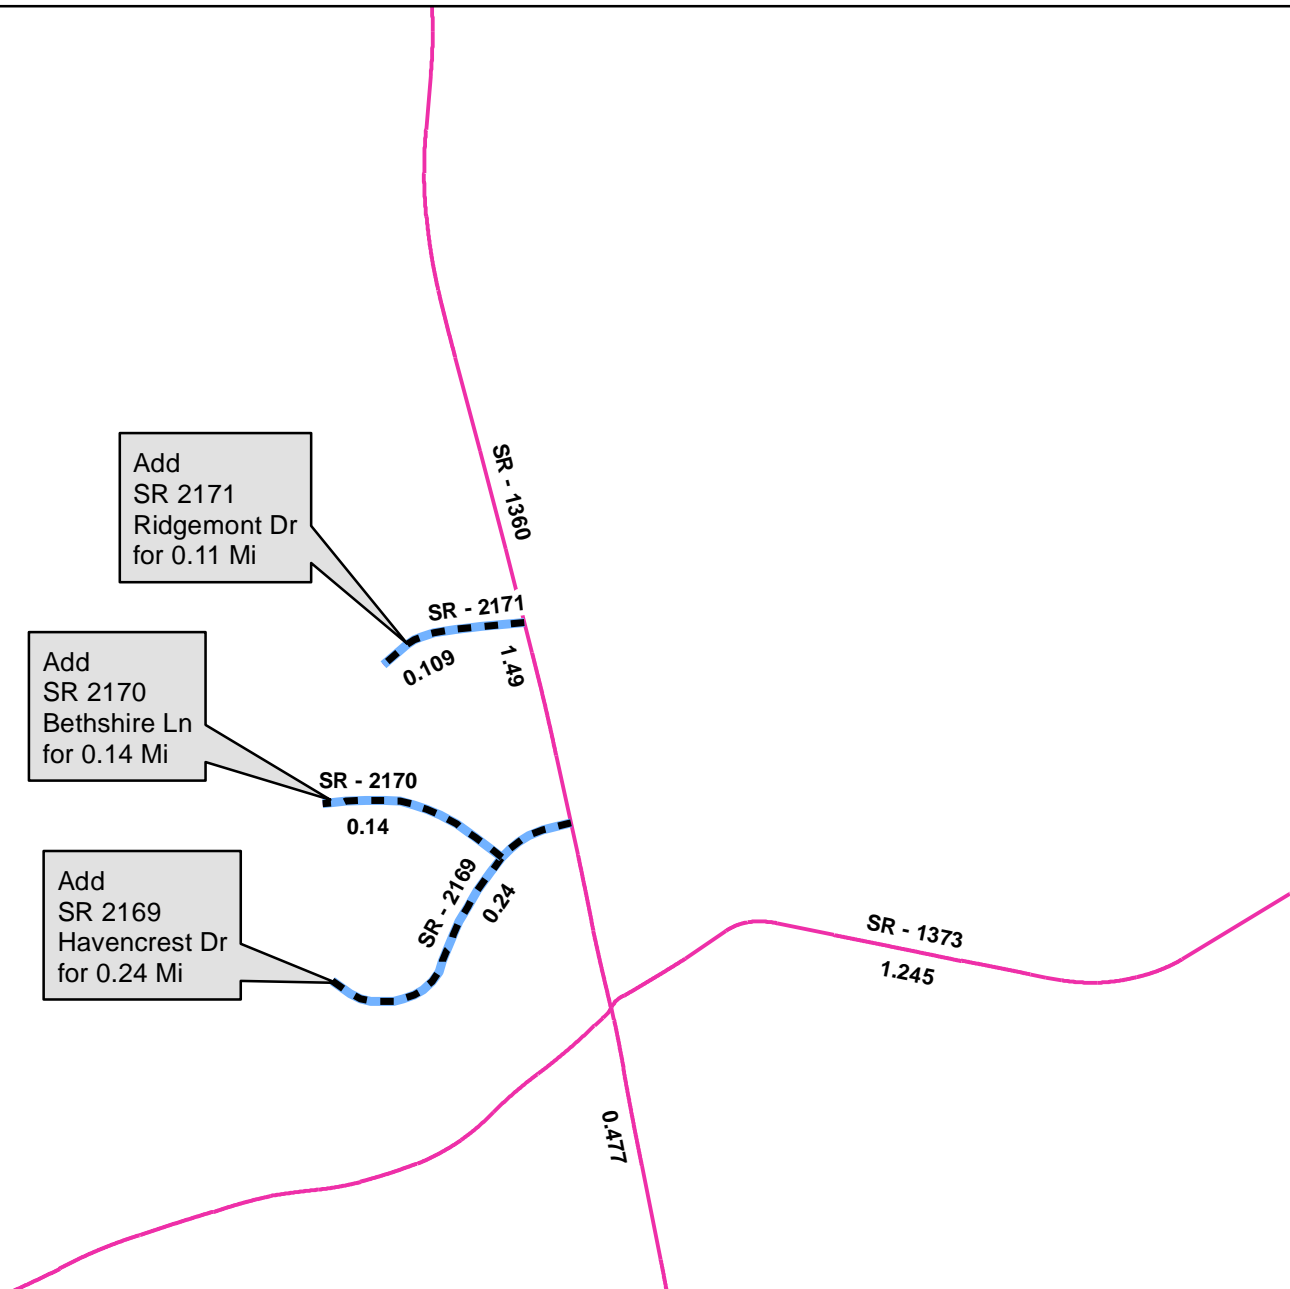 SR - 1360
Add
SR 2171
Ridgemont Dr
for 0.11 Mi
SR - 2171
0.109
1.49
Add
SR 2170
Bethshire Ln
for 0.14 Mi
SR - 2170
0.14
Add
SR 2169
Havencrest Dr
for 0.24 Mi
SR - 2169
0.24
SR - 1373
1.245
0.477